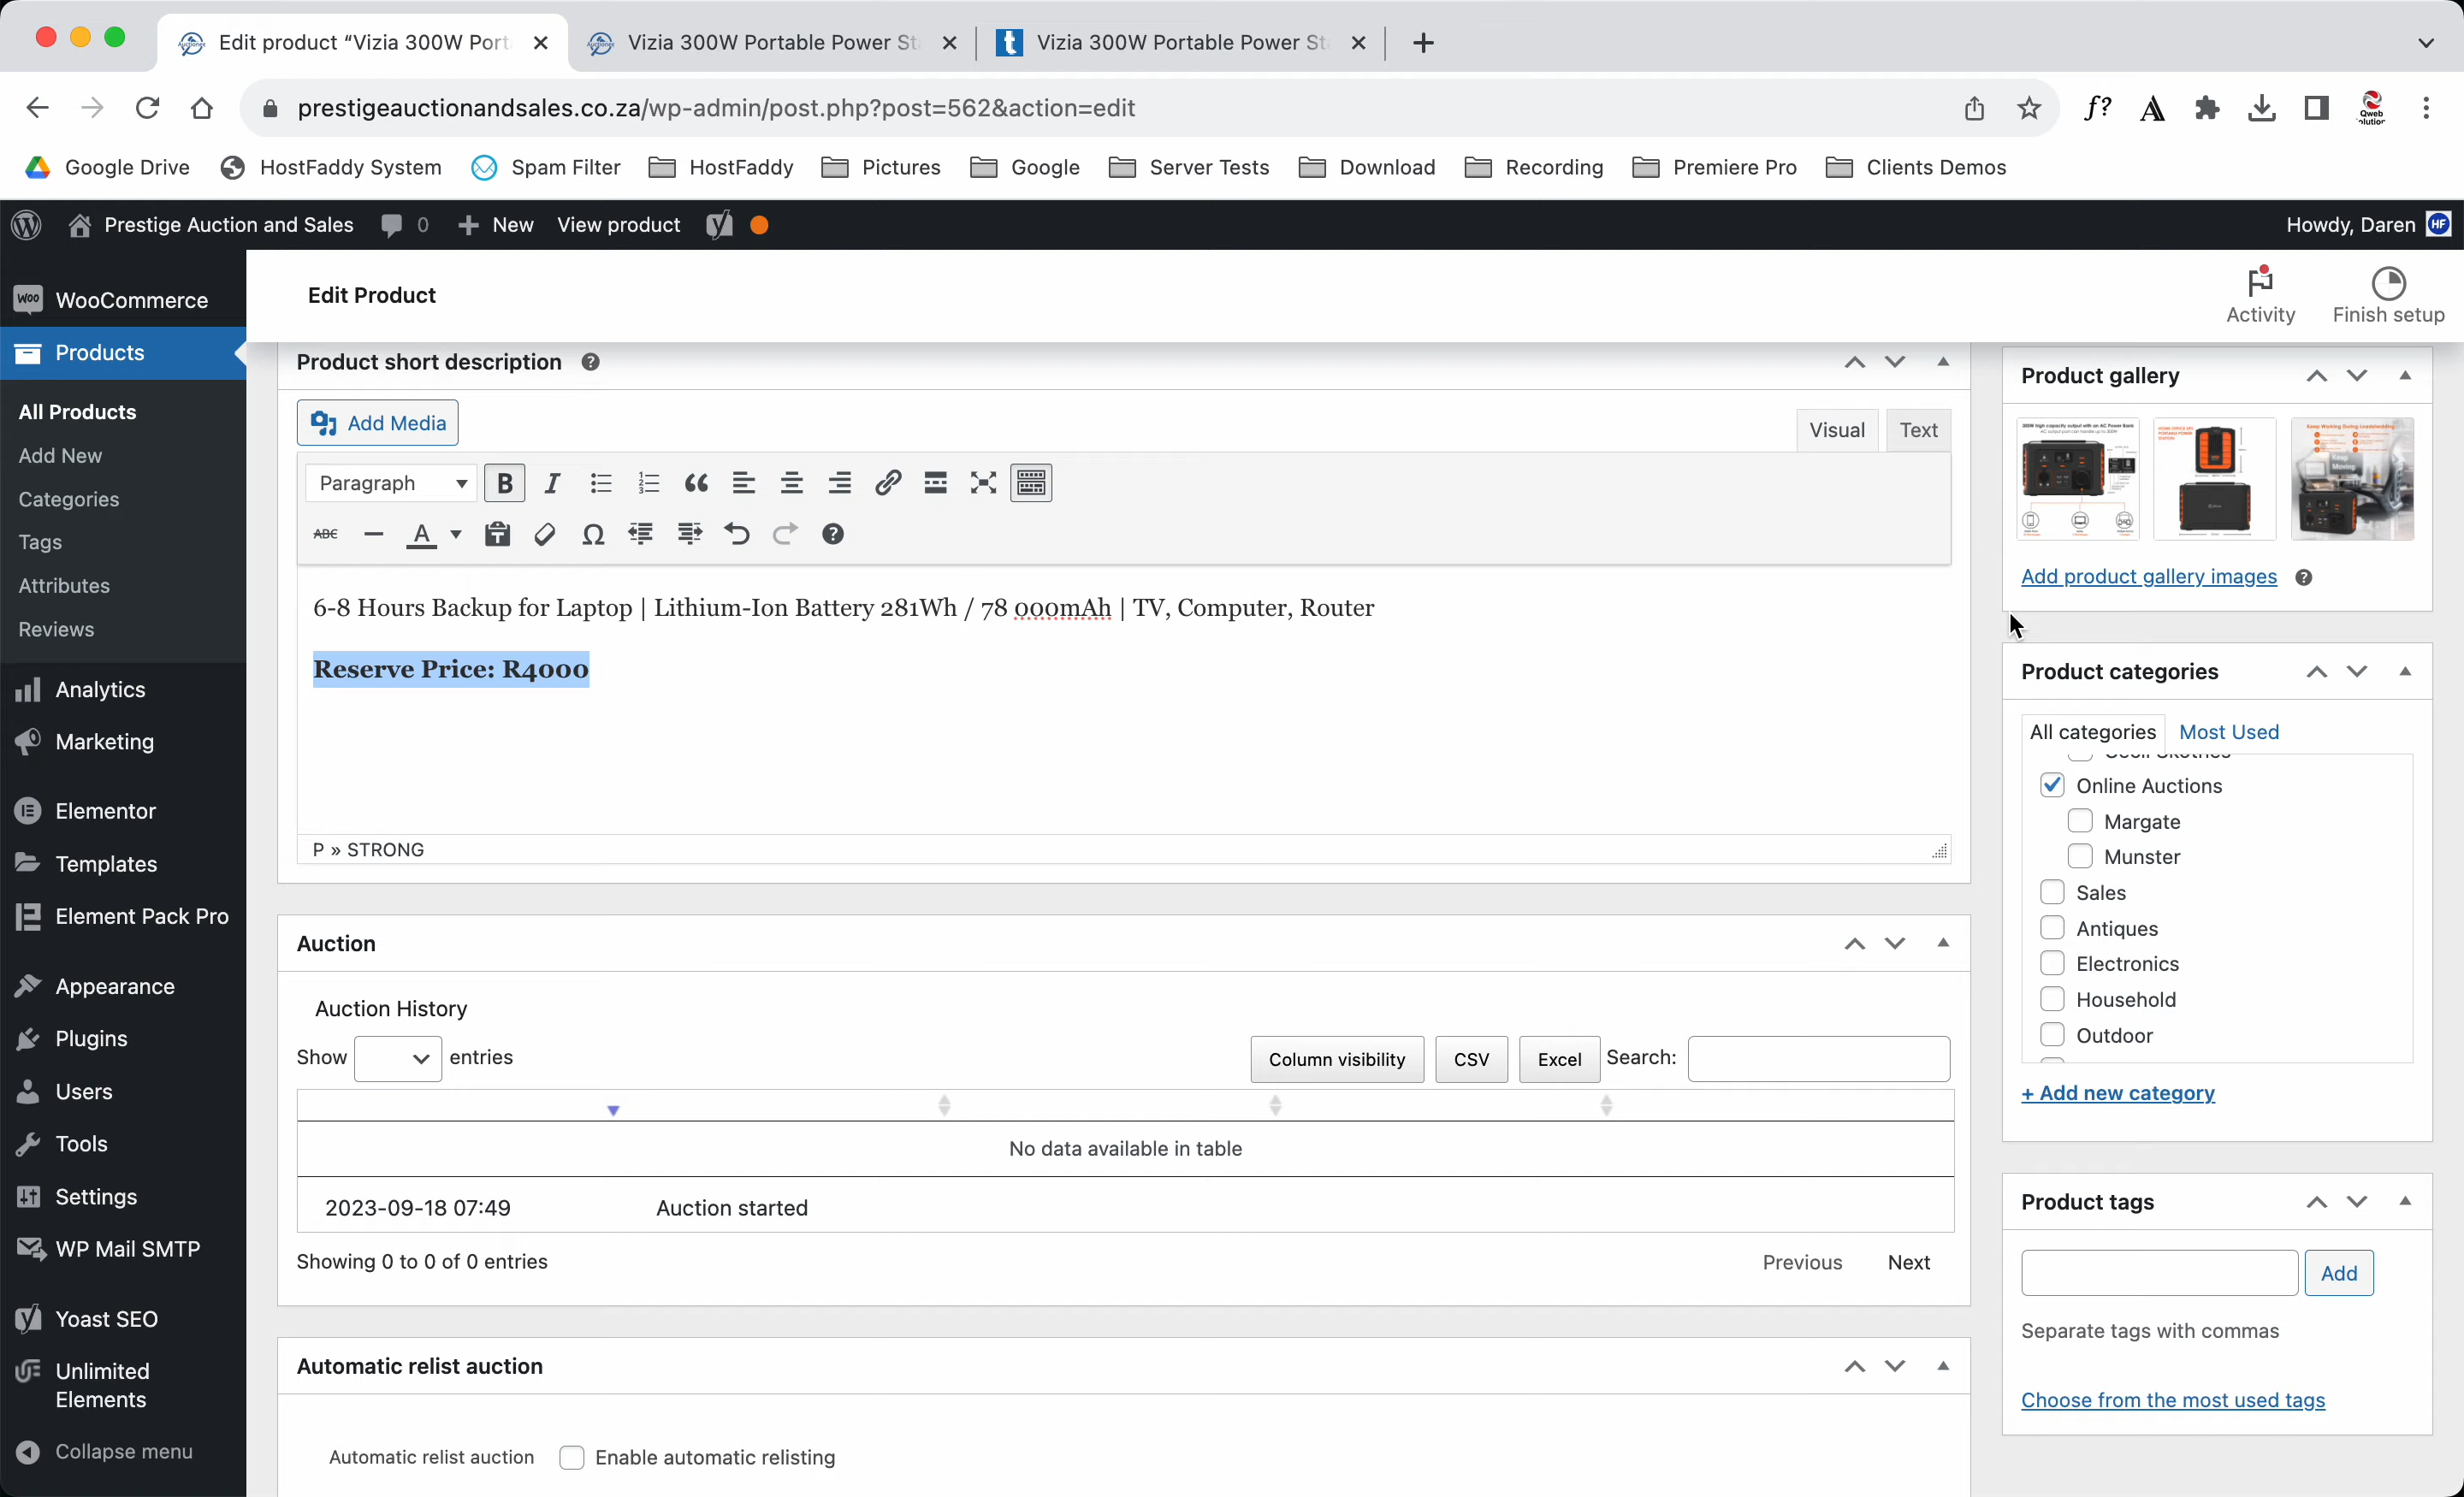 Edit product “Vizia 300W Port
Vizia 300W Portable Power St
Vizia 300W Portable Power St
prestigeauctionandsales.co.za/wp-admin/post.php?post=562&action=edit
f?
Google Drive
HostFaddy System
Spam Filter
HostFaddy
Pictures
Google
Server Tests
Download
Recording
Premiere Pro
Clients Demos
Prestige Auction and Sales
0
New
View product
Howdy, Daren
HF
WooCommerce
Products
All Products
Add New
Categories
Tags
Attributes
Reviews
Analytics
Marketing
Elementor
Templates
Element Pack Pro
Appearance
Plugins
Users
Tools
Settings
WP Mail SMTP
Yoast SEO
Unlimited
Elements
Collapse menu
Edit Product
Activity
Finish setup
Product short description
Add Media
Visual
Text
Paragraph
B
I
ABC
A
Ω
6-8 Hours Backup for Laptop | Lithium-Ion Battery 281Wh / 78 000mAh | TV, Computer, Router
Reserve Price: R4000
P » STRONG
Auction
Auction History
Show
entries
Column visibility
CSV
Excel
Search:
No data available in table
2023-09-18 07:49
Auction started
Showing 0 to 0 of 0 entries
Previous
Next
Automatic relist auction
Automatic relist auction
Enable automatic relisting
Product gallery
Add product gallery images
Product categories
All categories
Most Used
Online Auctions
Margate
Munster
Sales
Antiques
Electronics
Household
Outdoor
+ Add new category
Product tags
Add
Separate tags with commas
Choose from the most used tags